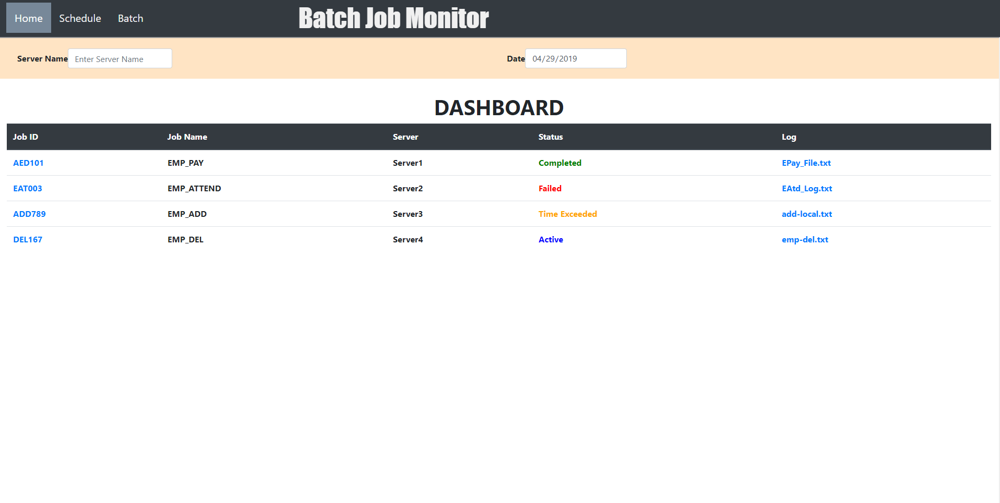 Home Schedule Batch Batch Job Monitor
Server Name Enter Server Name Date 04/29/2019
DASHBOARD
Job ID Job Name Server Status Log
AED101 EMP_PAY Server1 Completed EPay_File.txt
EAT003 EMP_ATTEND Server2 Failed EAtd_Log.txt
ADD789 EMP_ADD Server3 Time Exceeded add-local.txt
DEL167 EMP_DEL Server4 Active emp-del.txt